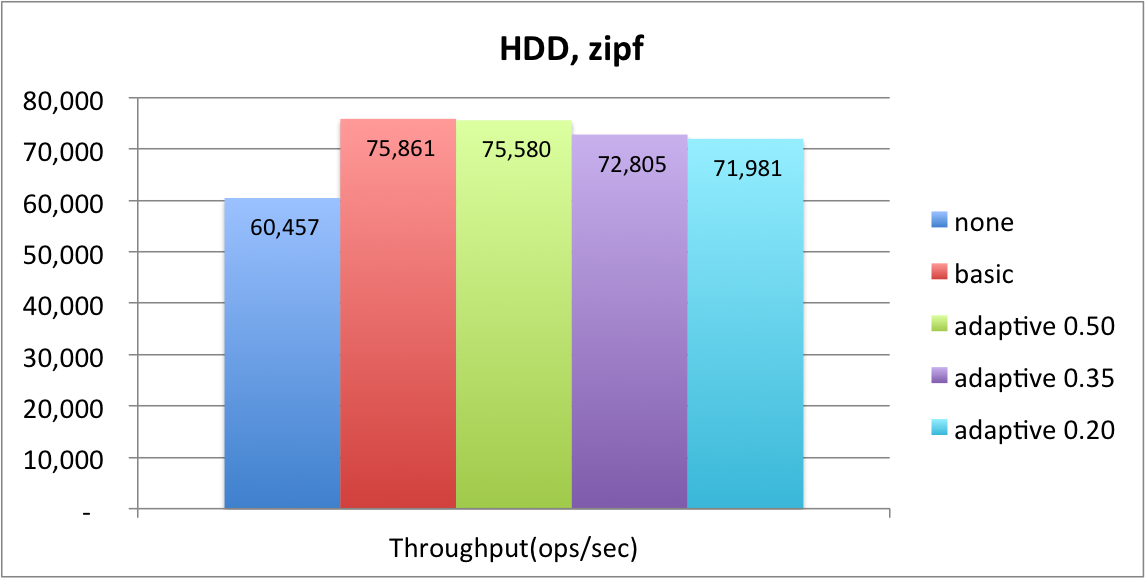 HDD, zipf
80,000
70,000
60,000
50,000
40,000
30,000
20,000
10,000
-
60,457
75,861
75,580
72,805
71,981
Throughput(ops/sec)
none
basic
adaptive 0.50
adaptive 0.35
adaptive 0.20